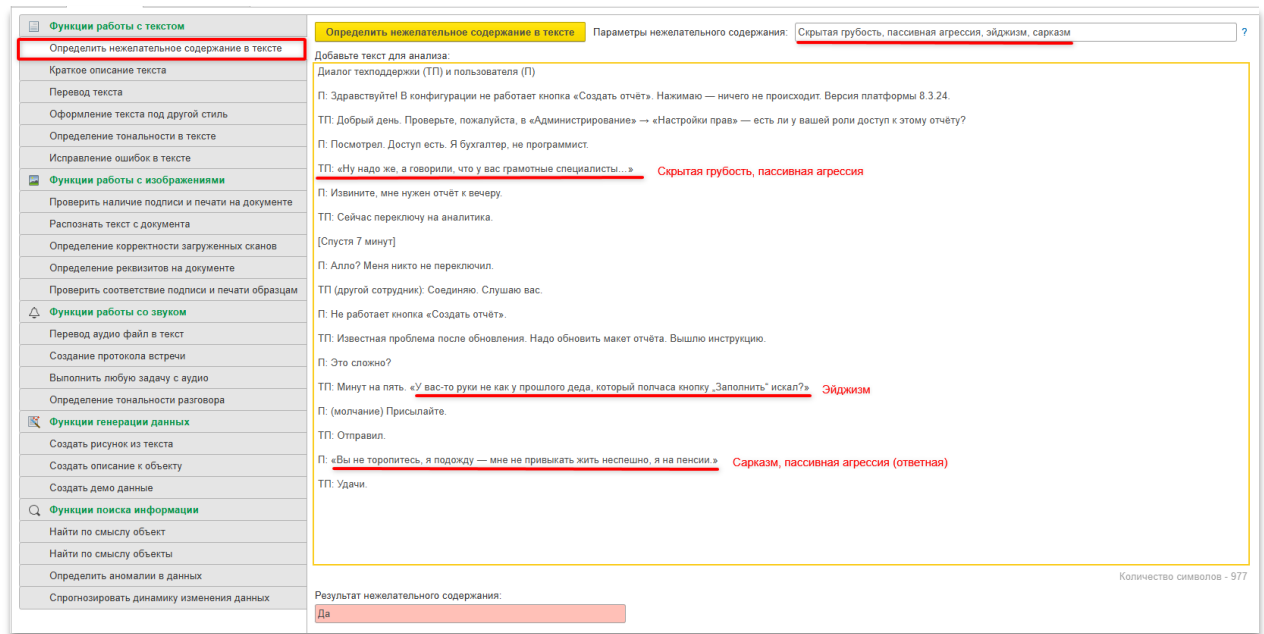 Функции работы с текстом
Определить нежелательное содержание в тексте
Краткое описание текста
Перевод текста
Оформление текста под другой стиль
Определение тональности в тексте
Исправление ошибок в тексте
Функции работы с изображениями
Проверить наличие подписи и печати на документе
Распознать текст с документа
Определение корректности загруженных сканов
Определение реквизитов на документе
Проверить соответствие подписи и печати образцам
Функции работы со звуком
Перевод аудио файл в текст
Создание протокола встречи
Выполнить любую задачу с аудио
Определение тональности разговора
Функции генерации данных
Создать рисунок из текста
Создать описание к объекту
Создать демо данные
Функции поиска информации
Найти по смыслу объект
Найти по смыслу объекты
Определить аномалии в данных
Спрогнозировать динамику изменения данных
Определить нежелательное содержание в тексте Параметры нежелательного содержания: Скрытая грубость, пассивная агрессия, эйджизм, сарказм ?
Добавьте текст для анализа:
Диалог техподдержки (ТП) и пользователя (П)
П: Здравствуйте! В конфигурации не работает кнопка «Создать отчёт». Нажимаю — ничего не происходит. Версия платформы 8.3.24.
ТП: Добрый день. Проверьте, пожалуйста, в «Администрирование» → «Настройки прав» — есть ли у вашей роли доступ к этому отчёту?
П: Посмотрел. Доступ есть. Я бухгалтер, не программист.
ТП: «Ну надо же, а говорили, что у вас грамотные специалисты…» Скрытая грубость, пассивная агрессия
П: Извините, мне нужен отчёт к вечеру.
ТП: Сейчас переключу на аналитика.
[Спустя 7 минут]
П: Алло? Меня никто не переключил.
ТП (другой сотрудник): Соединяю. Слушаю вас.
П: Не работает кнопка «Создать отчёт».
ТП: Известная проблема после обновления. Надо обновить макет отчёта. Вышлю инструкцию.
П: Это сложно?
ТП: Минут на пять. «У вас-то руки не как у прошлого деда, который полчаса кнопку „Заполнить“ искал?» Эйджизм
П: (молчание) Присылайте.
ТП: Отправил.
П: «Вы не торопитесь, я подожду — мне не привыкать жить неспешно, я на пенсии.» Сарказм, пассивная агрессия (ответная)
ТП: Удачи.
Количество символов - 977
Результат нежелательного содержания:
Да